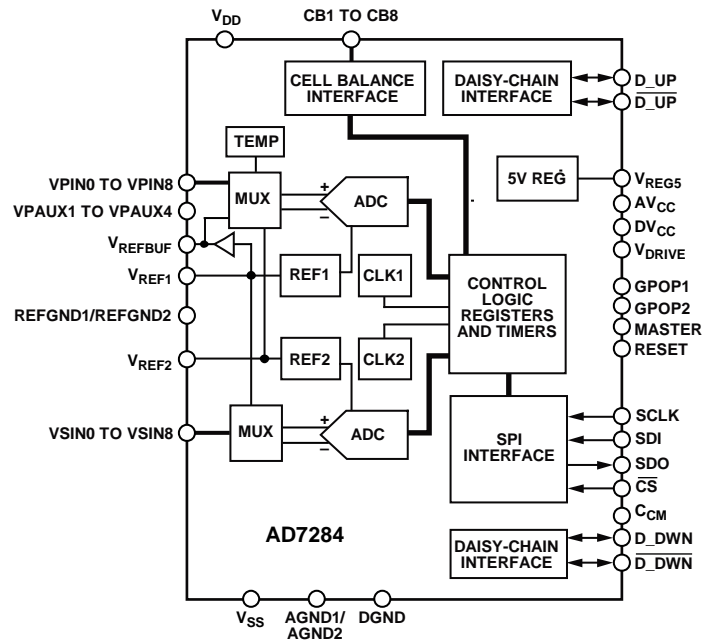 VDD
CB1 TO CB8
CELL BALANCE
INTERFACE
DAISY-CHAIN
INTERFACE
D_UP
D_UP
TEMP
VPIN0 TO VPIN8
MUX
ADC
5V REG
VREG5
VPAUX1 TO VPAUX4
AVCC
DVCC
VREFBUF
VDRIVE
VREF1
REF1
CLK1
CONTROL
LOGIC
REGISTERS
AND TIMERS
GPOP1
GPOP2
MASTER
RESET
REFGND1/REFGND2
VREF2
REF2
CLK2
VSIN0 TO VSIN8
MUX
ADC
SPI
INTERFACE
SCLK
SDI
SDO
CS
CCM
AD7284
DAISY-CHAIN
INTERFACE
D_DWN
D_DWN
VSS
AGND1/
AGND2
DGND